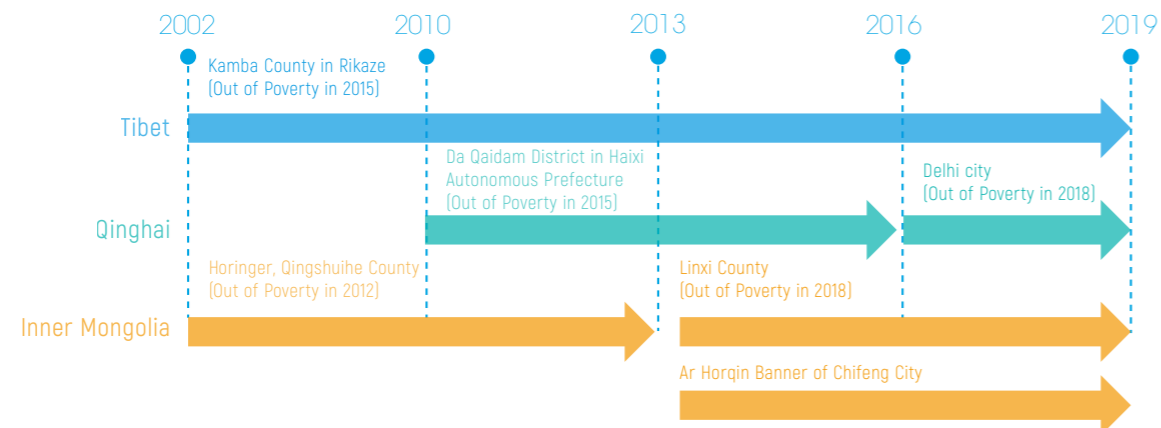 2002 2010 2013 2016 2019
Kamba County in Rikaze
(Out of Poverty in 2015)
Tibet
Da Qaidam District in Haixi
Autonomous Prefecture
(Out of Poverty in 2015)
Delhi city
(Out of Poverty in 2018)
Qinghai
Horinger, Qingshuihe County
(Out of Poverty in 2012)
Linxi County
(Out of Poverty in 2018)
Inner Mongolia
Ar Horqin Banner of Chifeng City